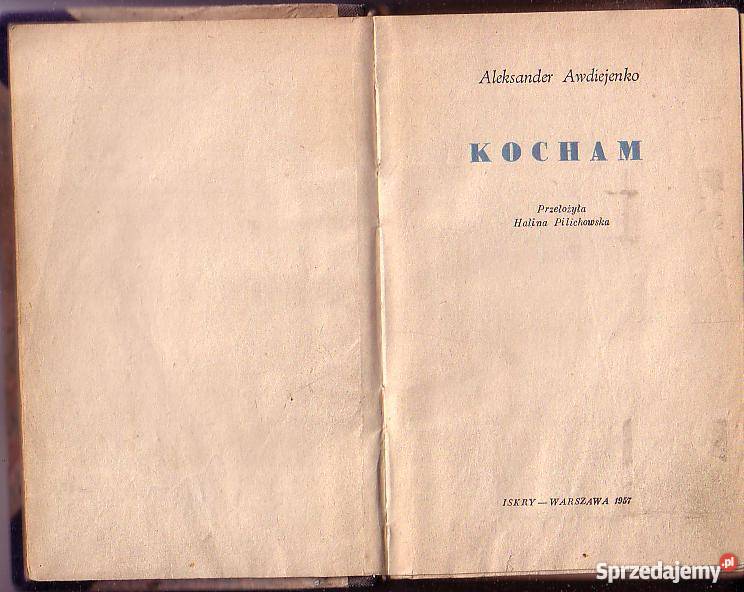 Aleksander Awdiejenko
KOCHAM
Przełożyła
Halina Pilichowska
ISKRY — WARSZAWA 1957
Sprzedajemy.pl